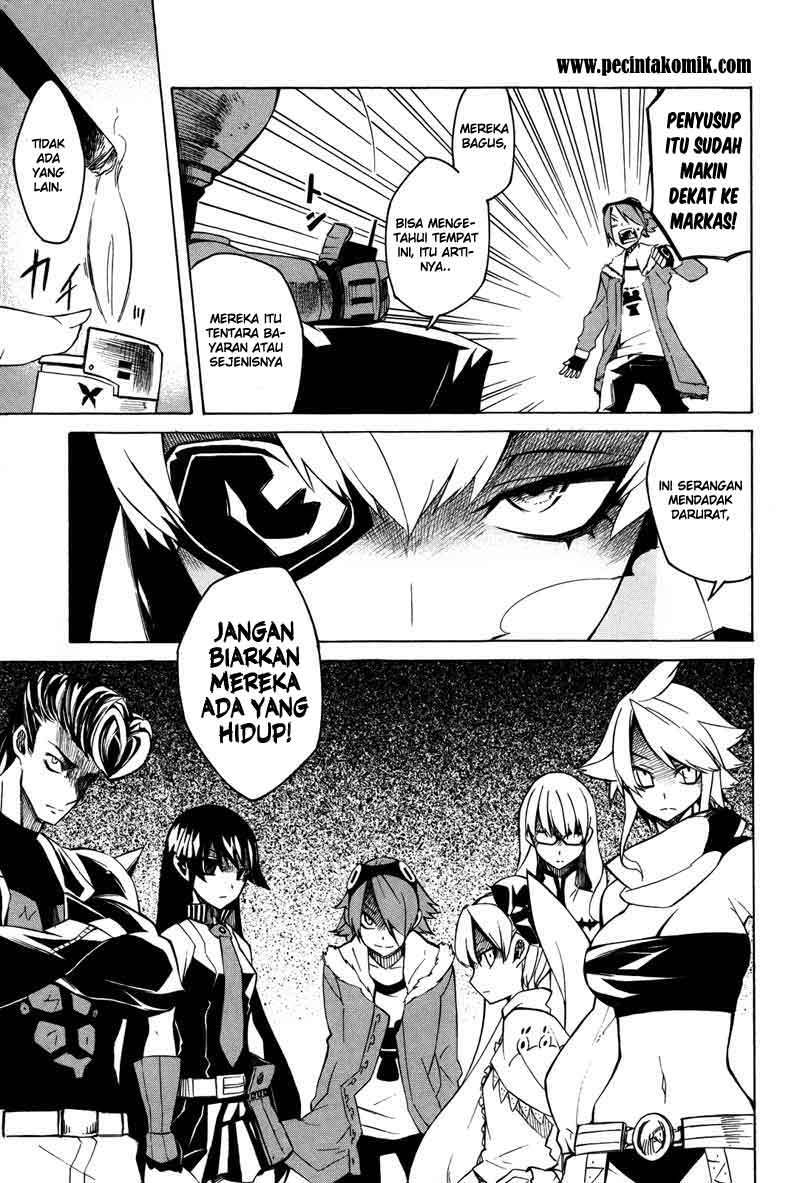 www.pecintakomik.com
PENYUSUP
ITU SUDAH
MAKIN
DEKAT KE
MARKAS!
MEREKA
BAGUS,
BISA MENGE-
TAHUI TEMPAT
INI, ITU ARTI-
NYA..
MEREKA ITU
TENTARA BA-
YARAN ATAU
SEJENISNYA
TIDAK
ADA YANG
LAIN.
ガキ
INI SERANGAN
MENDADAK
DARURAT,
JANGAN
BIARKAN
MEREKA
ADA YANG
HIDUP!